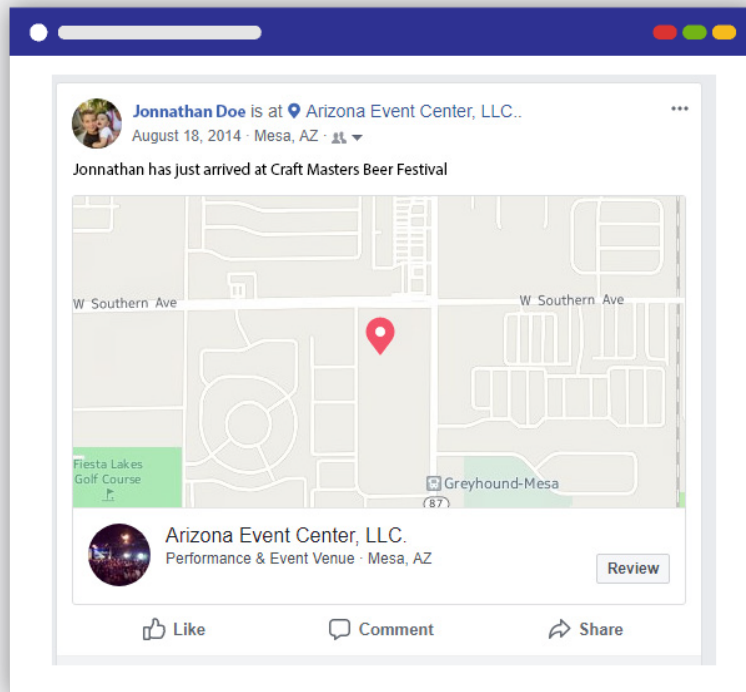 Jonnathan Doe is at Arizona Event Center, LLC..
August 18, 2014 · Mesa, AZ ·
Jonnathan has just arrived at Craft Masters Beer Festival
W Southern Ave
W Southern Ave
Fiesta Lakes
Golf Course
Greyhound-Mesa
87
Arizona Event Center, LLC.
Performance & Event Venue · Mesa, AZ
Review
Like Comment Share